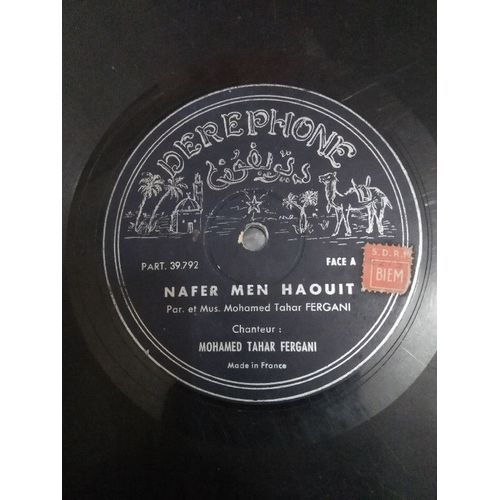 DEREPHONE
ديريفون
PART. 39.792
FACE A
S.D.R.M
BIEM
NAFER MEN HAOUIT
Par. et Mus. Mohamed Tahar FERGANI
Chanteur :
MOHAMED TAHAR FERGANI
Made in France